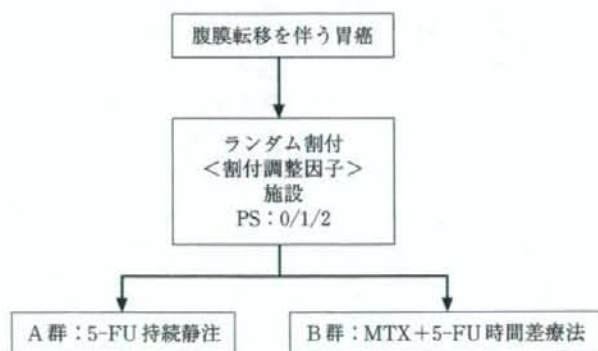 腹膜転移を伴う胃癌
ランダム割付
<割付調整因子>
施設
PS：0/1/2
A群：5-FU持続静注
B群：MTX＋5-FU時間差療法